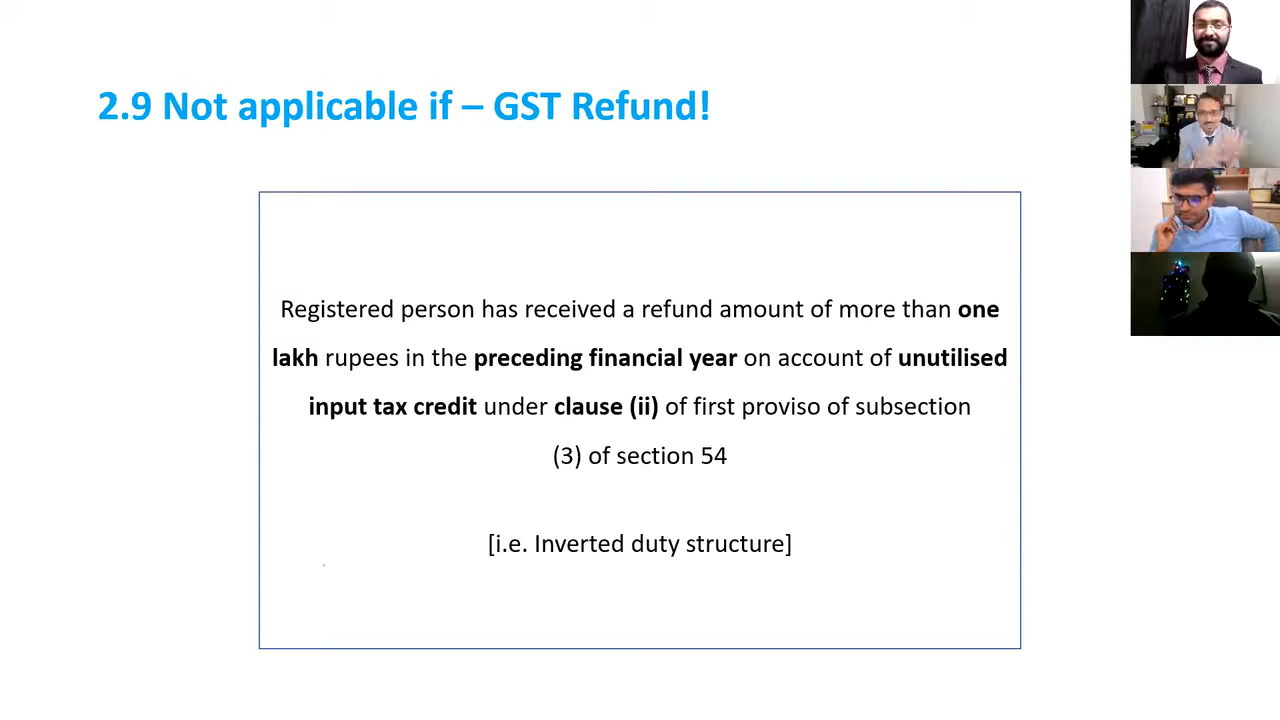 2.9 Not applicable if – GST Refund!
Registered person has received a refund amount of more than one
lakh rupees in the preceding financial year on account of unutilised
input tax credit under clause (ii) of first proviso of subsection
(3) of section 54
[i.e. Inverted duty structure]